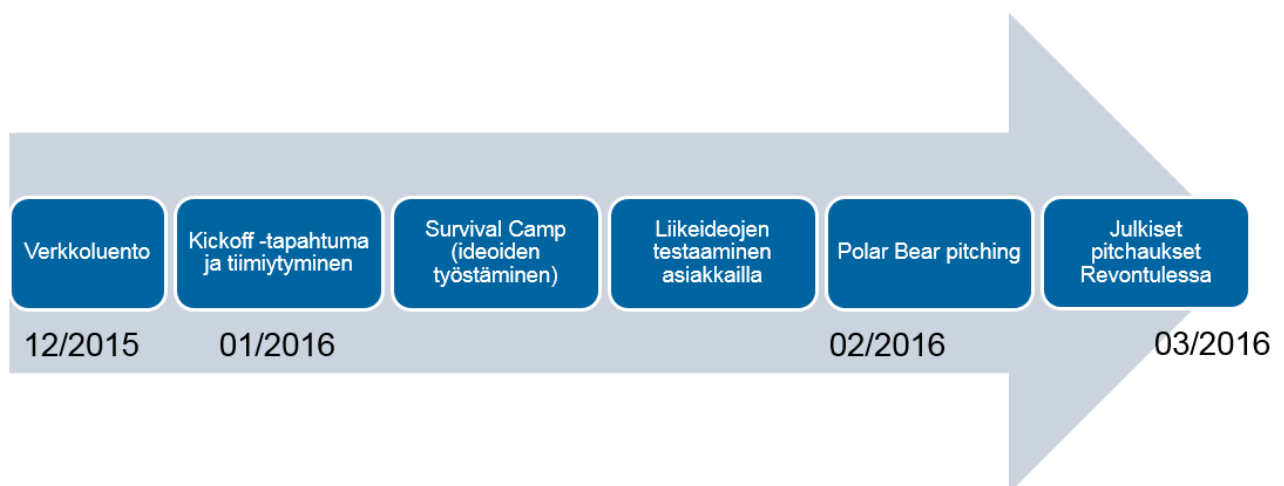 Verkkoluento
Kickoff -tapahtuma
ja tiimiytyminen
Survival Camp
(ideoiden
työstäminen)
Liikeideojen
testaaminen
asiakkailla
Polar Bear pitching
Julkiset
pitchaukset
Revontulessa
12/2015
01/2016
02/2016
03/2016